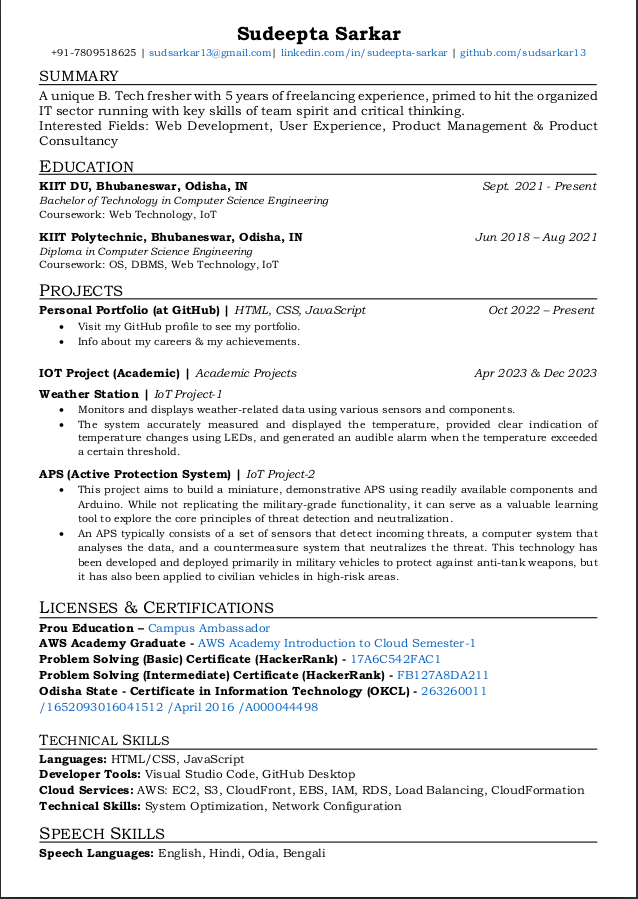 Sudeepta Sarkar
+91-7809518625 | sudsarkar13@gmail.com| linkedin.com/in/sudeepta-sarkar | github.com/sudsarkar13
SUMMARY
A unique B. Tech fresher with 5 years of freelancing experience, primed to hit the organized
IT sector running with key skills of team spirit and critical thinking.
Interested Fields: Web Development, User Experience, Product Management & Product
Consultancy
EDUCATION
KIIT DU, Bhubaneswar, Odisha, IN Sept. 2021 - Present
Bachelor of Technology in Computer Science Engineering
Coursework: Web Technology, IoT
KIIT Polytechnic, Bhubaneswar, Odisha, IN Jun 2018 – Aug 2021
Diploma in Computer Science Engineering
Coursework: OS, DBMS, Web Technology, IoT
PROJECTS
Personal Portfolio (at GitHub) | HTML, CSS, JavaScript Oct 2022 – Present
• Visit my GitHub profile to see my portfolio.
• Info about my careers & my achievements.
IOT Project (Academic) | Academic Projects Apr 2023 & Dec 2023
Weather Station | IoT Project-1
• Monitors and displays weather-related data using various sensors and components.
• The system accurately measured and displayed the temperature, provided clear indication of
temperature changes using LEDs, and generated an audible alarm when the temperature exceeded
a certain threshold.
APS (Active Protection System) | IoT Project-2
• This project aims to build a miniature, demonstrative APS using readily available components and
Arduino. While not replicating the military-grade functionality, it can serve as a valuable learning
tool to explore the core principles of threat detection and neutralization.
• An APS typically consists of a set of sensors that detect incoming threats, a computer system that
analyses the data, and a countermeasure system that neutralizes the threat. This technology has
been developed and deployed primarily in military vehicles to protect against anti-tank weapons, but
it has also been applied to civilian vehicles in high-risk areas.
LICENSES & CERTIFICATIONS
Prou Education – Campus Ambassador
AWS Academy Graduate - AWS Academy Introduction to Cloud Semester-1
Problem Solving (Basic) Certificate (HackerRank) - 17A6C542FAC1
Problem Solving (Intermediate) Certificate (HackerRank) - FB127A8DA211
Odisha State - Certificate in Information Technology (OKCL) - 263260011
/1652093016041512 /April 2016 /A000044498
TECHNICAL SKILLS
Languages: HTML/CSS, JavaScript
Developer Tools: Visual Studio Code, GitHub Desktop
Cloud Services: AWS: EC2, S3, CloudFront, EBS, IAM, RDS, Load Balancing, CloudFormation
Technical Skills: System Optimization, Network Configuration
SPEECH SKILLS
Speech Languages: English, Hindi, Odia, Bengali